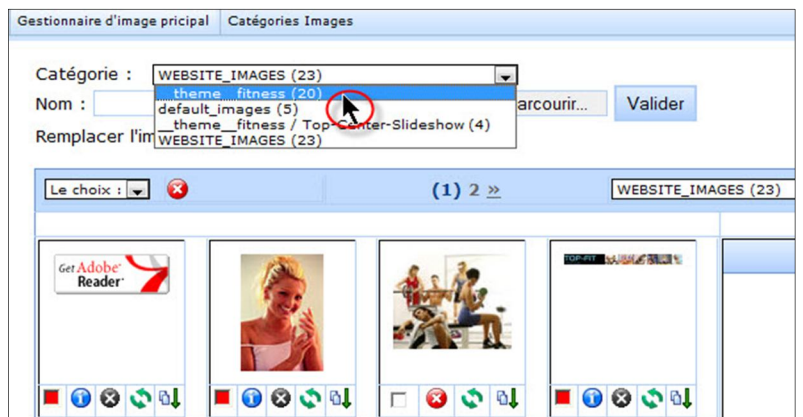 Gestionnaire d'image pricipal Catégories Images
Catégorie : WEBSITE_IMAGES (23)
__theme__fitness (20)
Nom : default_images (5) arcourir... Valider
__theme__fitness / Top-Center-Slideshow (4)
Remplacer l'im WEBSITE_IMAGES (23)
Le choix : (1) 2 » WEBSITE_IMAGES (23)
Get Adobe Reader
TOP-FIT